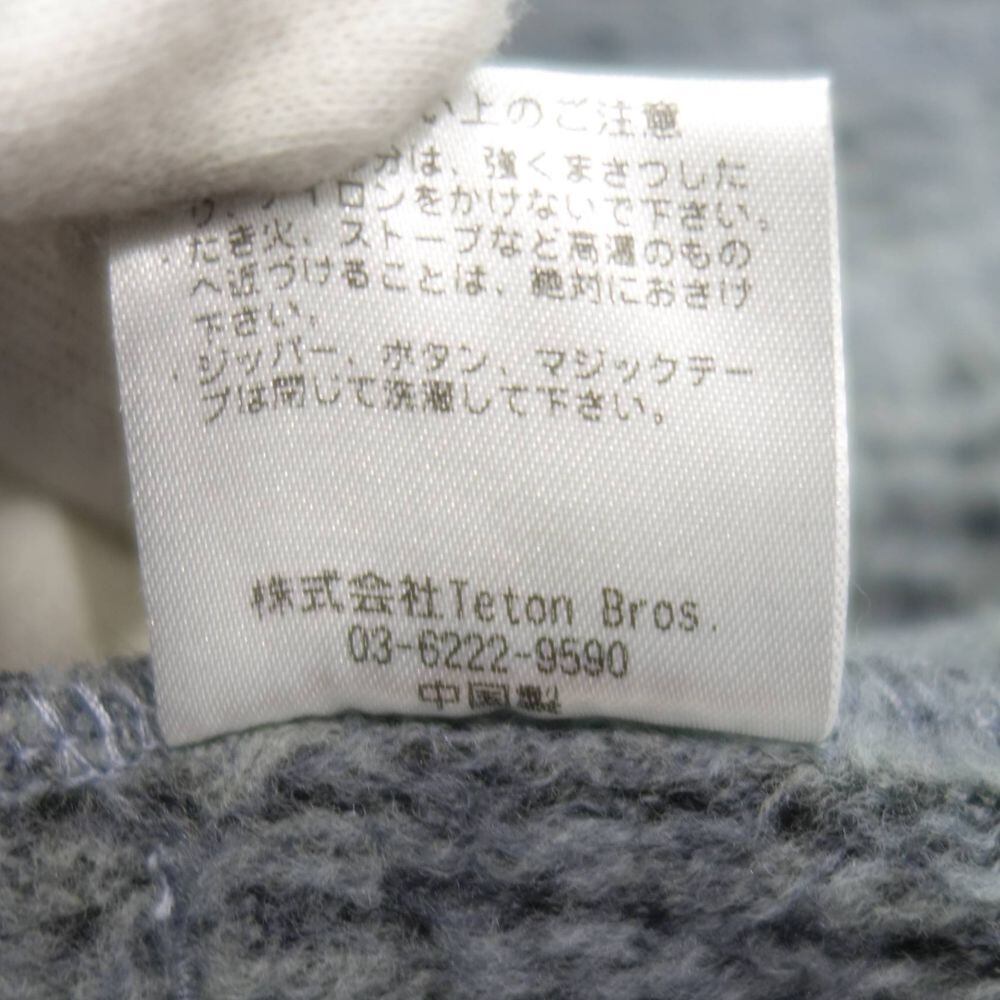 い上のご注意
分は、強くまさつした
り、アイロンをかけないで下さい。
・たき火、ストーブなど高温のもの
へ近づけることは、絶対におさけ
下さい。
・ジッパー、ボタン、マジックテー
プは閉じて洗濯して下さい。
株式会社Teton Bros.
03-6222-9590
中国製